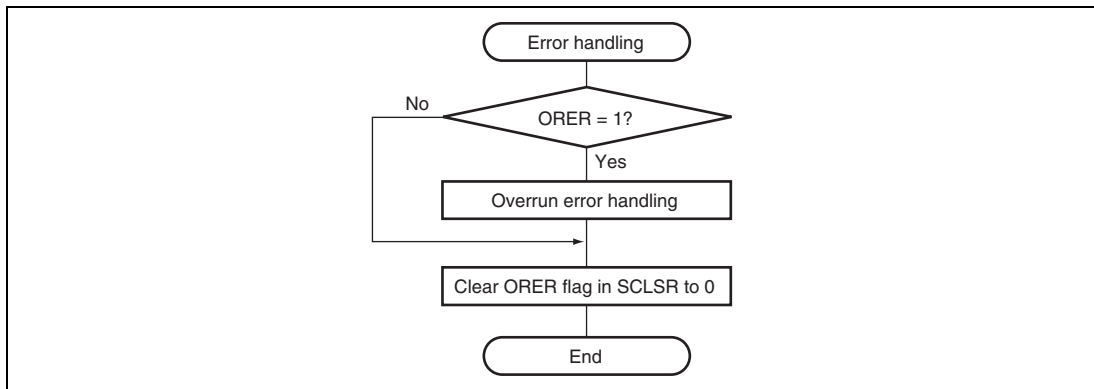 Error handling
No
ORER = 1?
Yes
Overrun error handling
Clear ORER flag in SCLSR to 0
End